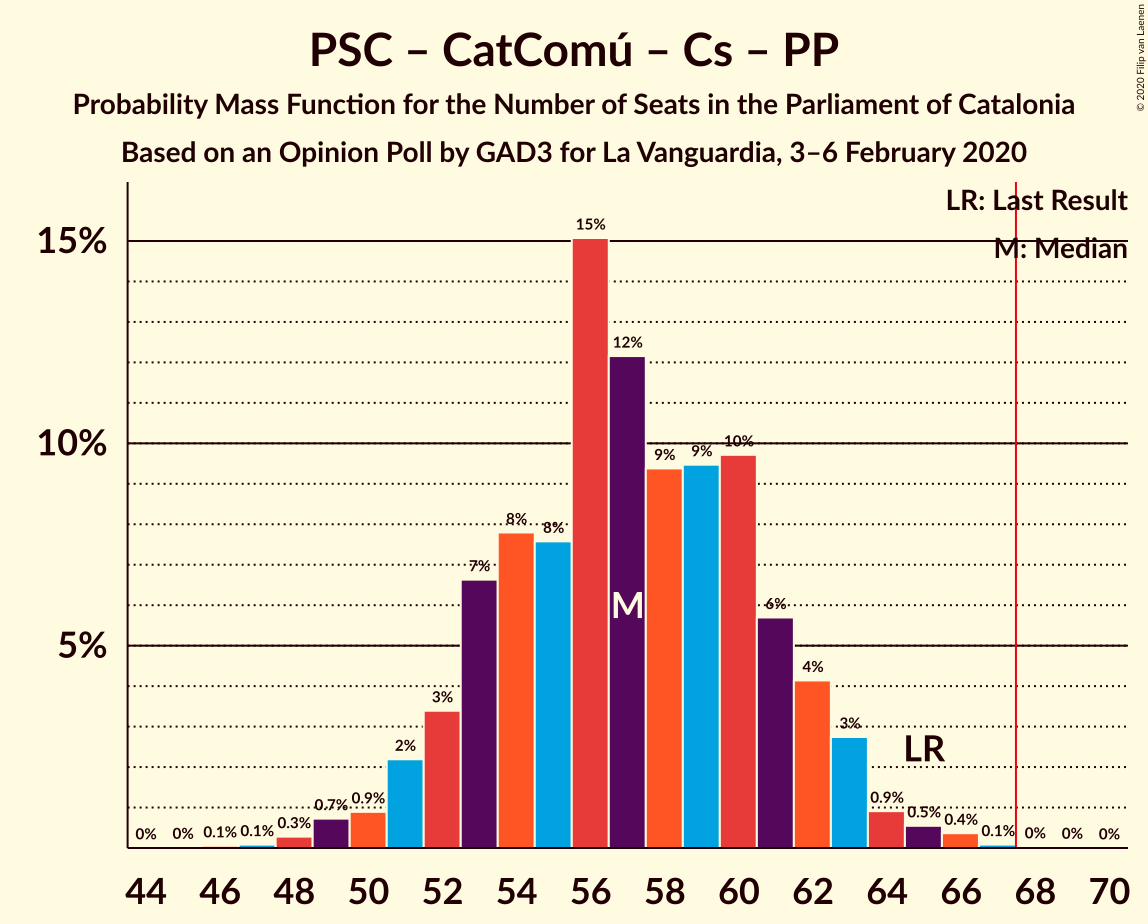 PSC – CatComú – Cs – PP
Probability Mass Function for the Number of Seats in the Parliament of Catalonia
Based on an Opinion Poll by GAD3 for La Vanguardia, 3–6 February 2020
© 2020 Filip van Laenen
LR: Last Result
M: Median
15%
10%
5%
0% 0% 0.1% 0.1% 0.3% 0.7% 0.9% 2% 3% 7% 8% 8% 15% 12% 9% 9% 10% 6% 4% 3% 0.9% 0.5% 0.4% 0.1% 0% 0% 0%
M
LR
44 46 48 50 52 54 56 58 60 62 64 66 68 70